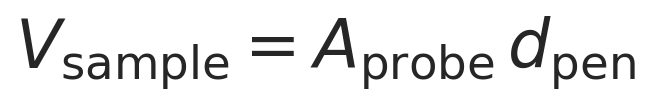 V_sample = A_probe d_pen